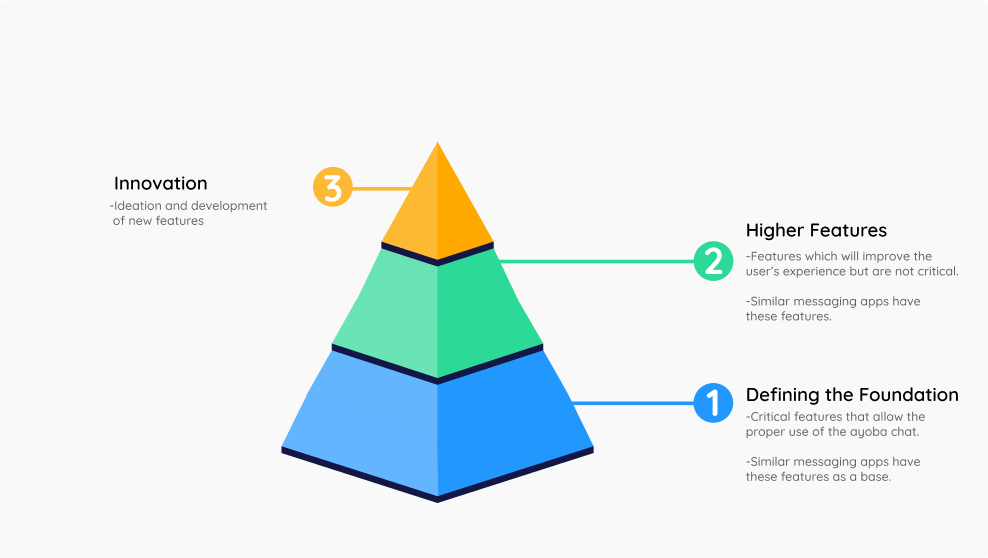 Innovation
-Ideation and development
of new features
3
Higher Features
2
-Features which will improve the
user's experience but are not critical.
-Similar messaging apps have
these features.
1
Defining the Foundation
-Critical features that allow the
proper use of the ayoba chat.
-Similar messaging apps have
these features as a base.